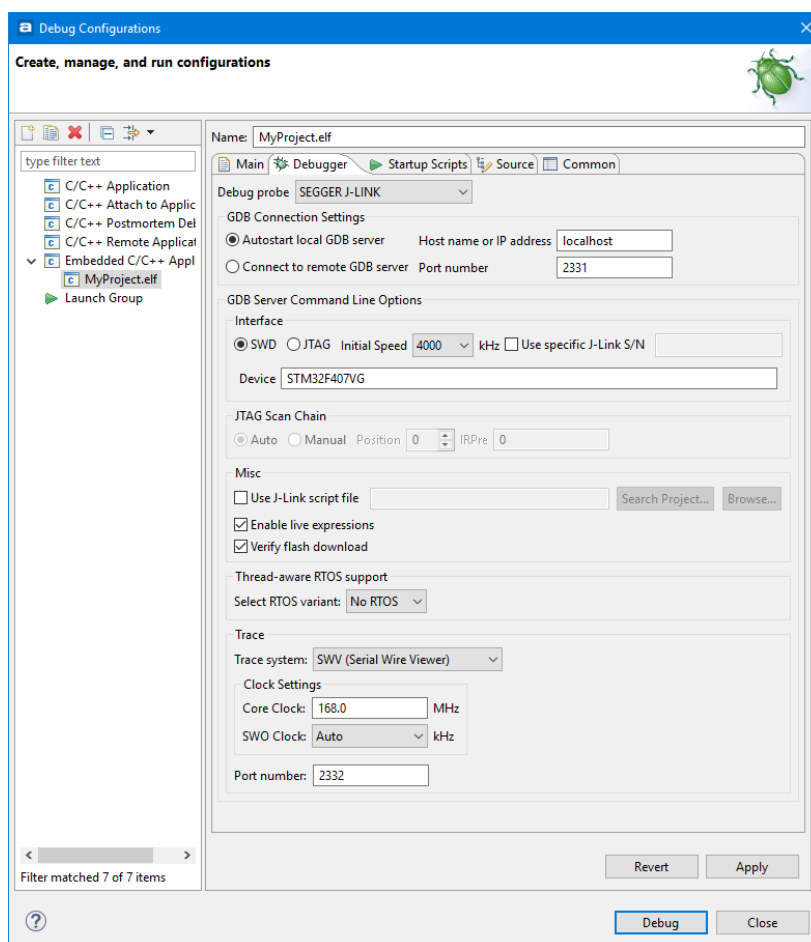 a Debug Configurations
Create, manage, and run configurations
type filter text
C/C++ Application
C/C++ Attach to Applic
C/C++ Postmortem Del
C/C++ Remote Applicat
Embedded C/C++ Appl
MyProject.elf
Launch Group
Filter matched 7 of 7 items
Name: MyProject.elf
Main Debugger Startup Scripts Source Common
Debug probe SEGGER J-LINK
GDB Connection Settings
Autostart local GDB server Host name or IP address localhost
Connect to remote GDB server Port number 2331
GDB Server Command Line Options
Interface
SWD JTAG Initial Speed 4000 kHz Use specific J-Link S/N
Device STM32F407VG
JTAG Scan Chain
Auto Manual Position 0 IRPre 0
Misc
Use J-Link script file Search Project... Browse...
Enable live expressions
Verify flash download
Thread-aware RTOS support
Select RTOS variant: No RTOS
Trace
Trace system: SWV (Serial Wire Viewer)
Clock Settings
Core Clock: 168.0 MHz
SWO Clock: Auto kHz
Port number: 2332
Revert Apply
? Debug Close